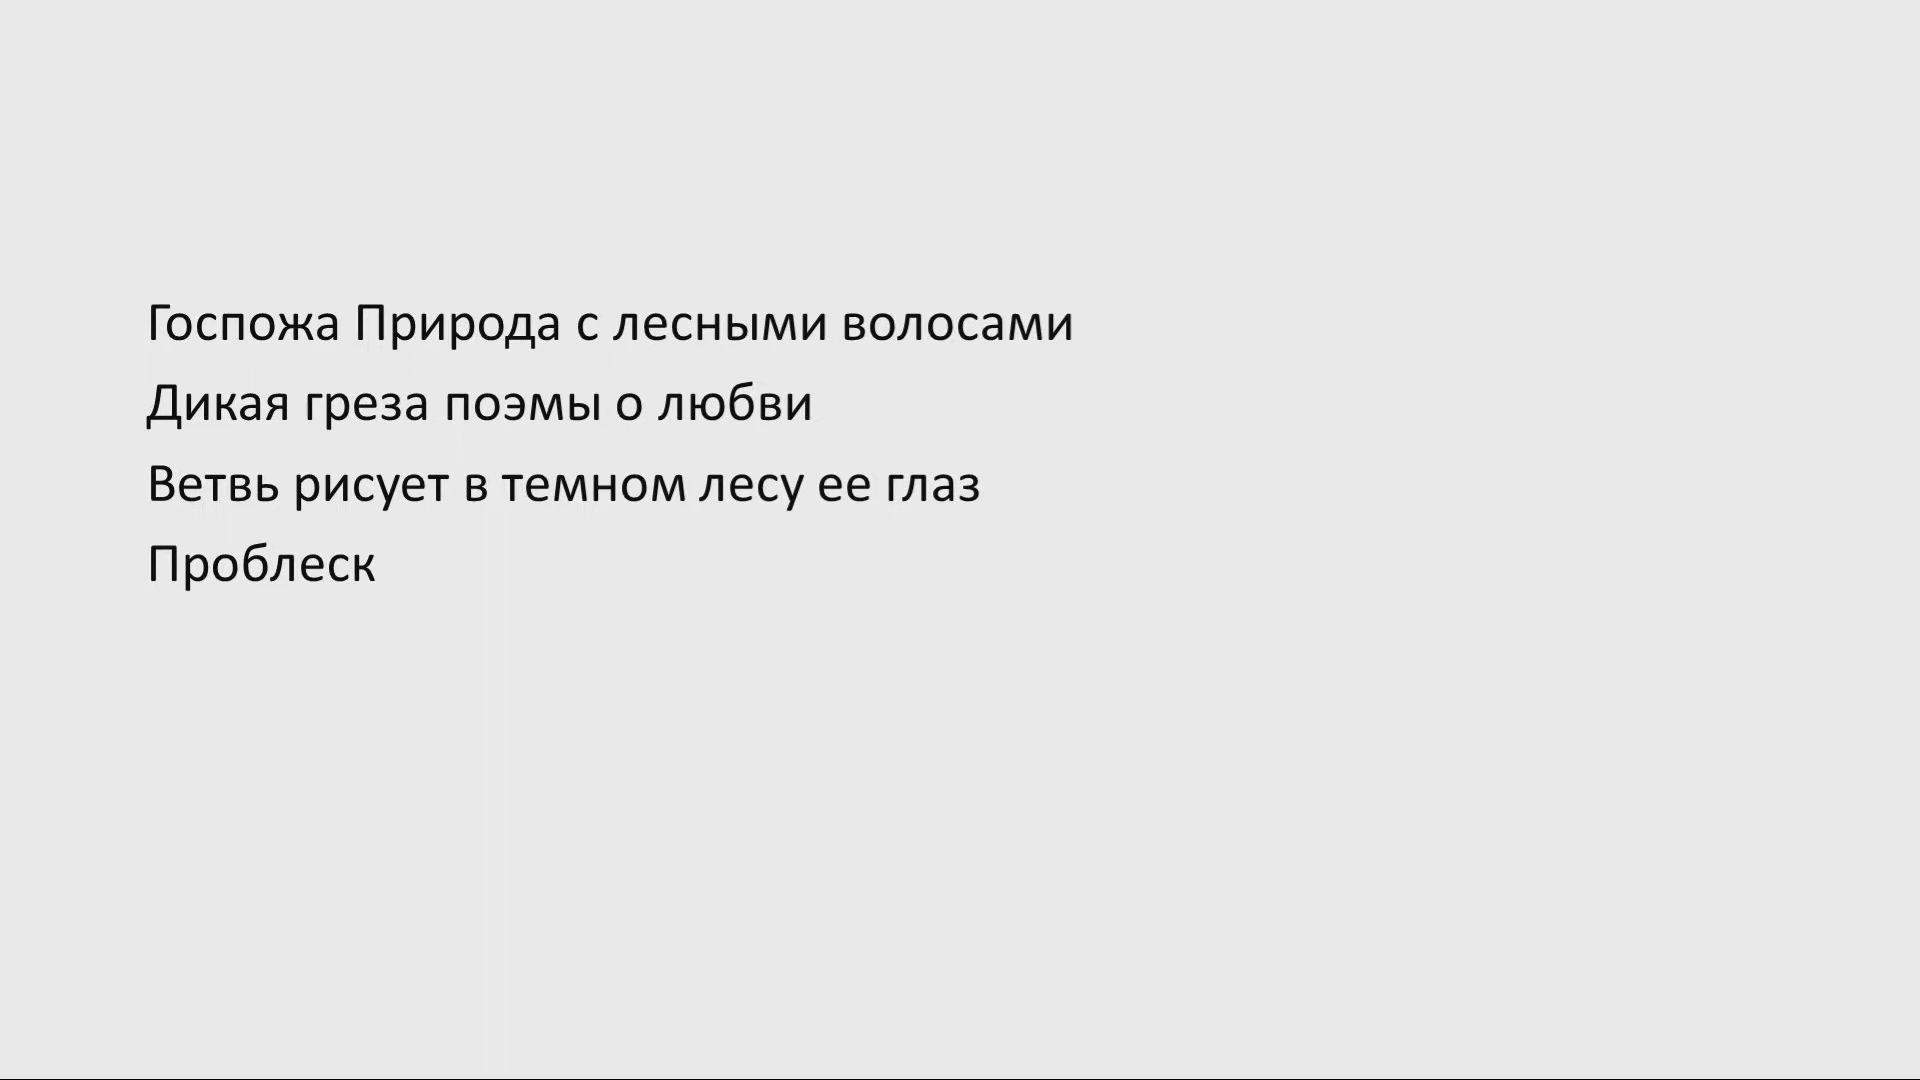 Госпожа Природа с лесными волосами
Дикая греза поэмы о любви
Ветвь рисует в темном лесу ее глаз
Проблеск